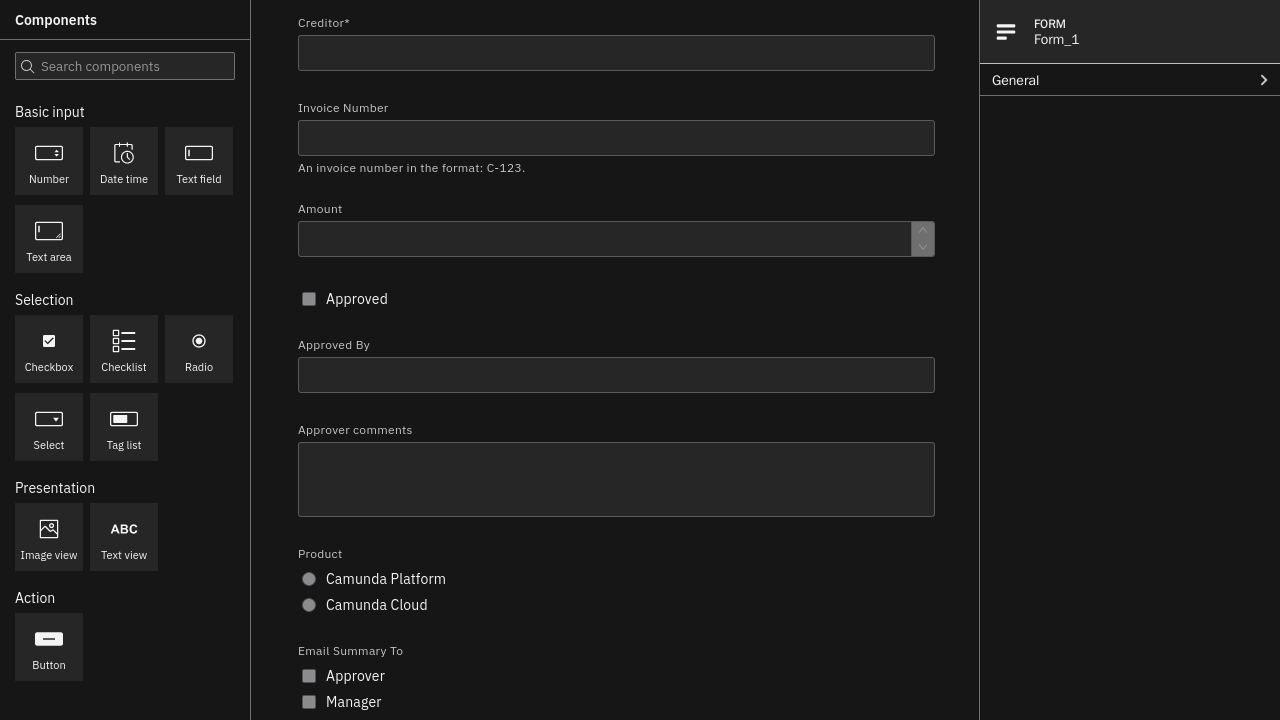 Components
Search components
Basic input
Number
Date time
Text field
Text area
Selection
Checkbox
Checklist
Radio
Select
Tag list
Presentation
Image view
ABC
Text view
Action
Button
Creditor*
Invoice Number
An invoice number in the format: C-123.
Amount
Approved
Approved By
Approver comments
Product
Camunda Platform
Camunda Cloud
Email Summary To
Approver
Manager
FORM
Form_1
General